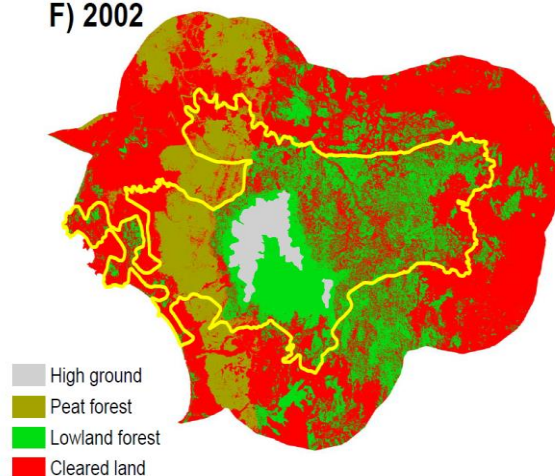 F) 2002
High ground
Peat forest
Lowland forest
Cleared land